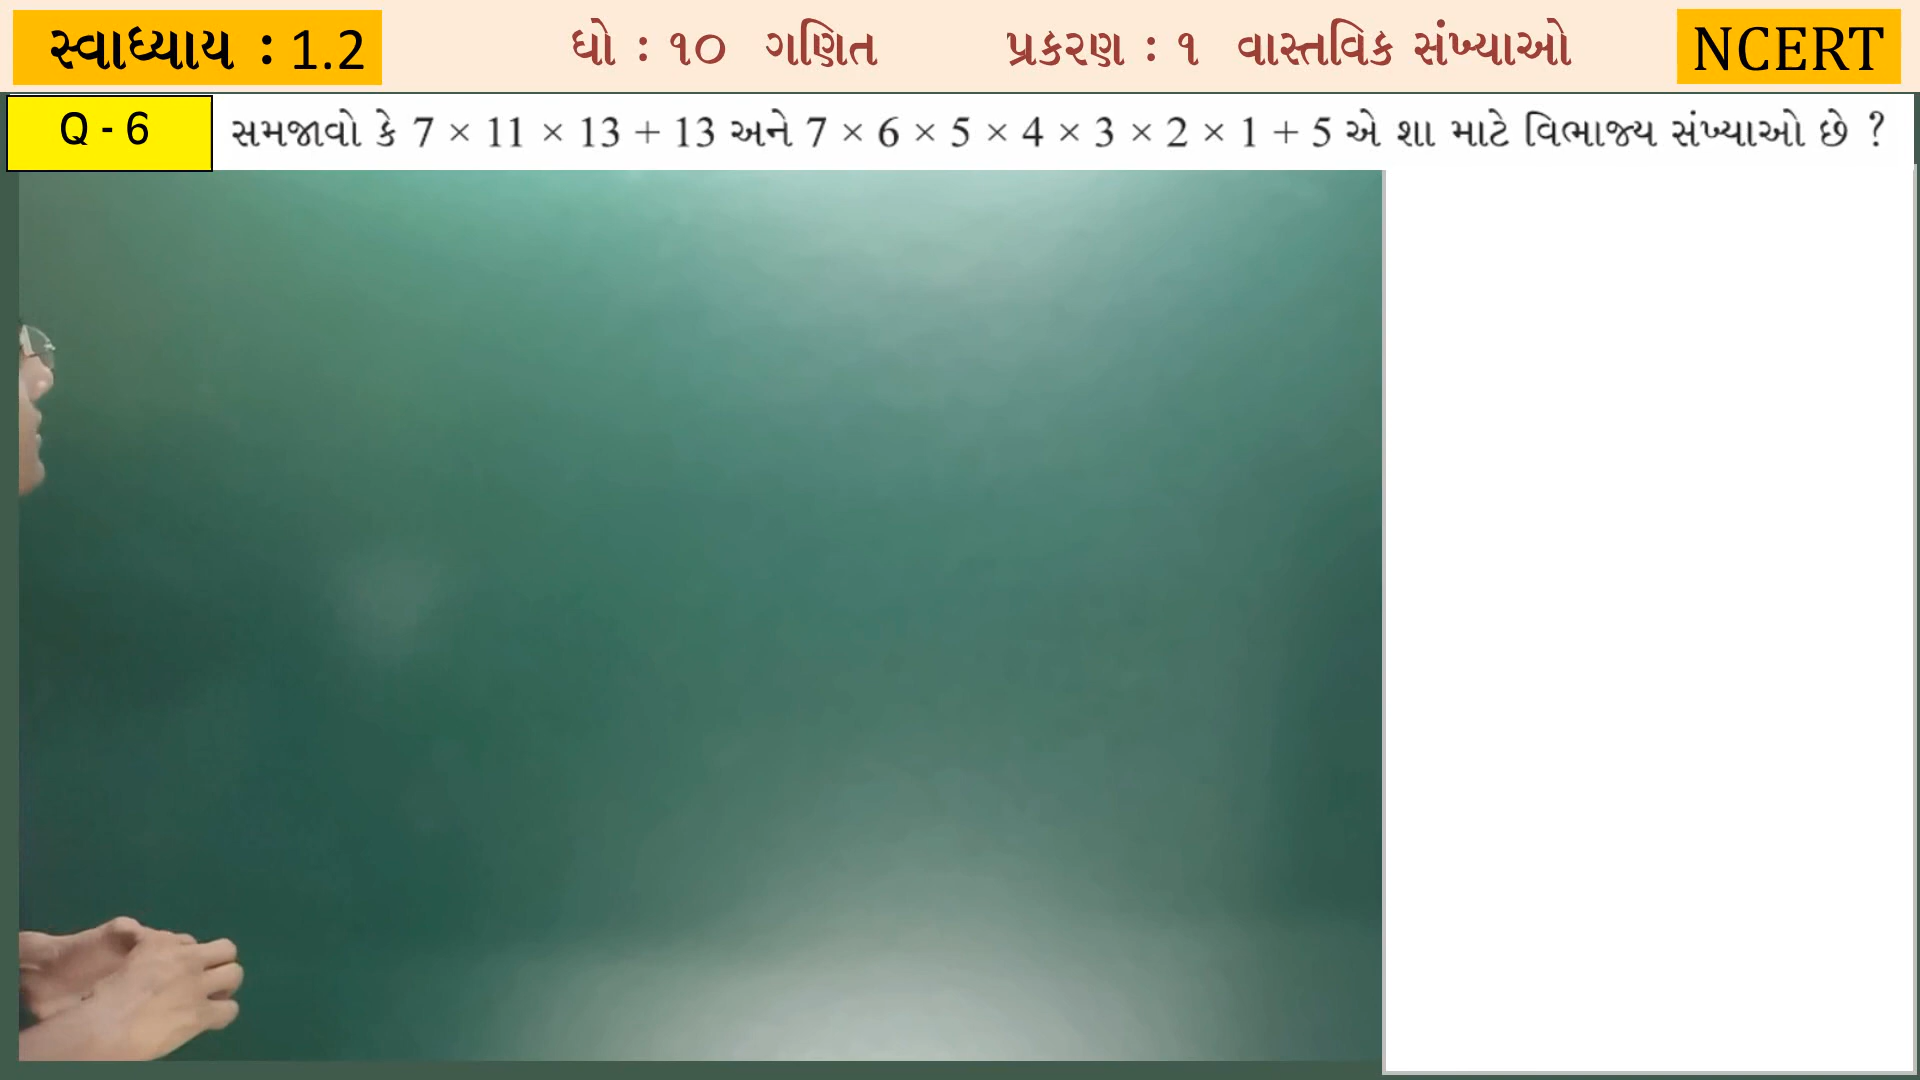 સ્વાધ્યાય : 1.2
ધો : ૧૦ ગણિત પ્રકરણ : ૧ વાસ્તવિક સંખ્યાઓ
NCERT
Q - 6
સમજાવો કે 7 × 11 × 13 + 13 અને 7 × 6 × 5 × 4 × 3 × 2 × 1 + 5 એ શા માટે વિભાજ્ય સંખ્યાઓ છે ?